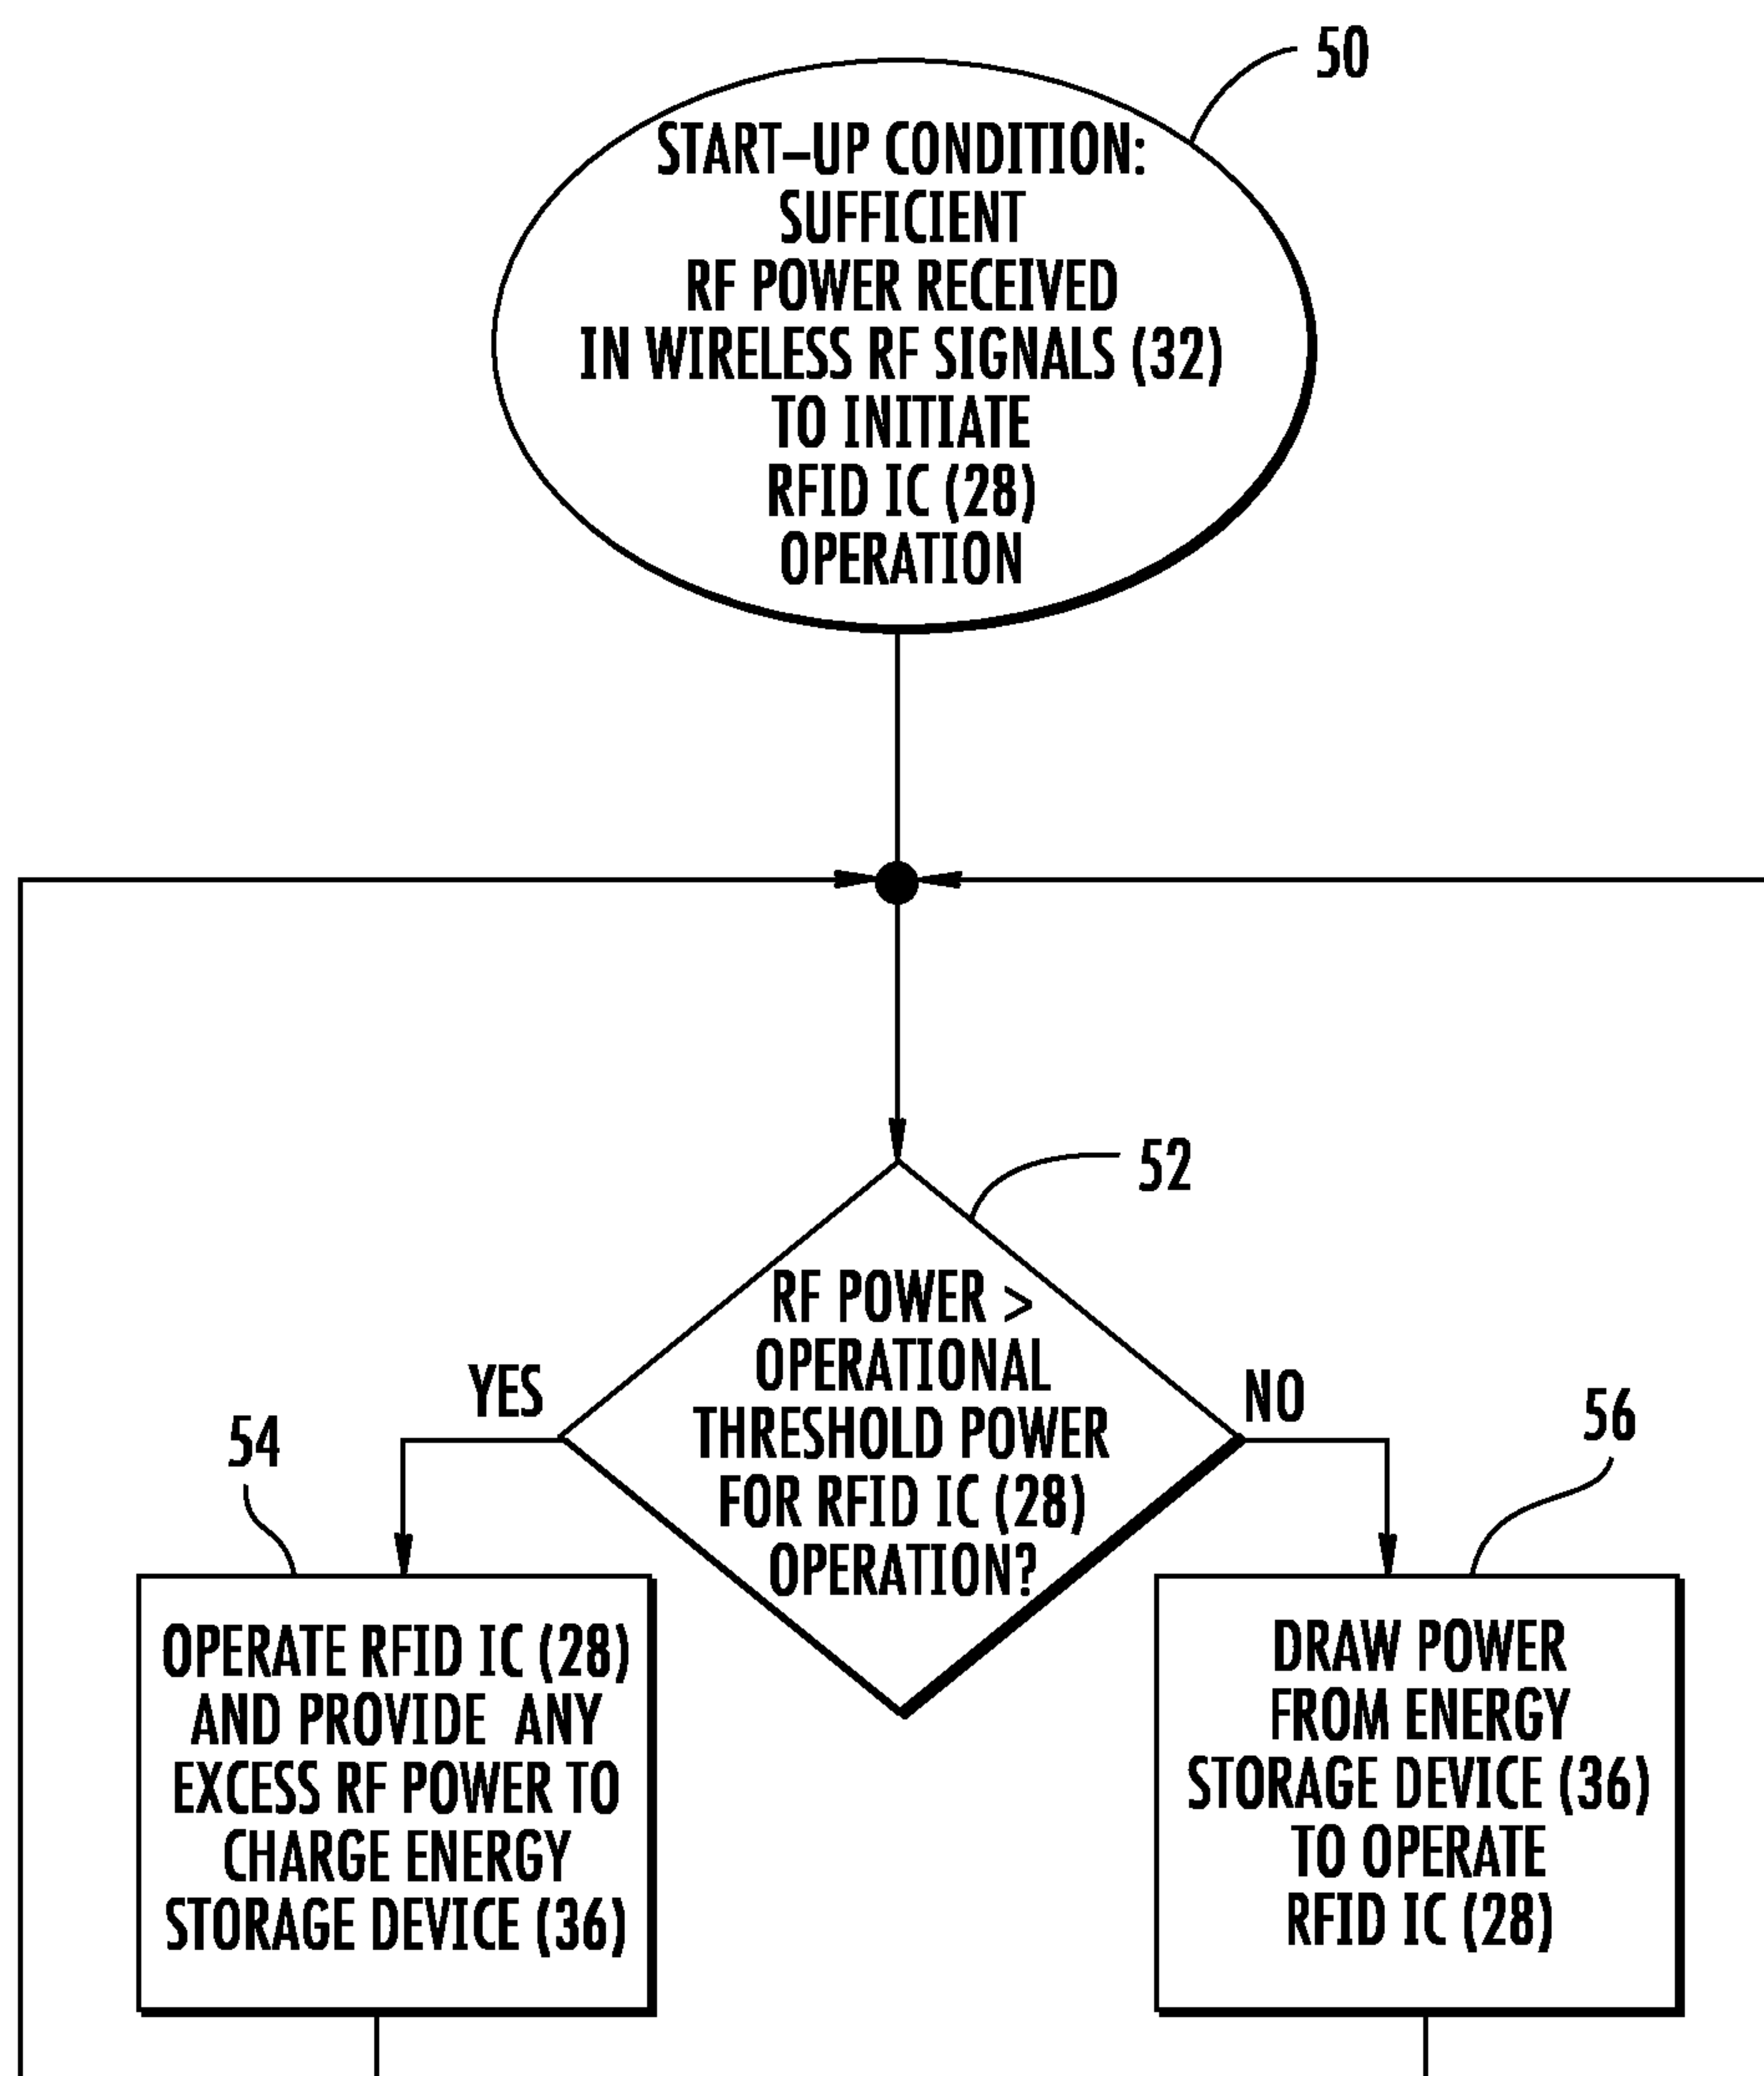 50
START–UP CONDITION:
SUFFICIENT
RF POWER RECEIVED
IN WIRELESS RF SIGNALS (32)
TO INITIATE
RFID IC (28)
OPERATION
52
RF POWER >
OPERATIONAL
THRESHOLD POWER
FOR RFID IC (28)
OPERATION?
YES
NO
54
OPERATE RFID IC (28)
AND PROVIDE ANY
EXCESS RF POWER TO
CHARGE ENERGY
STORAGE DEVICE (36)
56
DRAW POWER
FROM ENERGY
STORAGE DEVICE (36)
TO OPERATE
RFID IC (28)